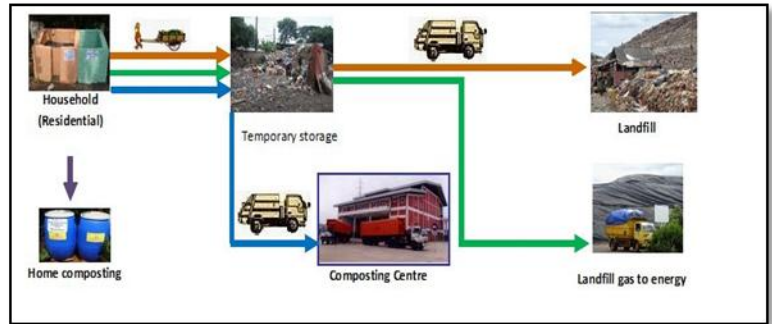 Household
(Residential)
Temporary storage
Landfill
Home composting
Composting Centre
Landfill gas to energy